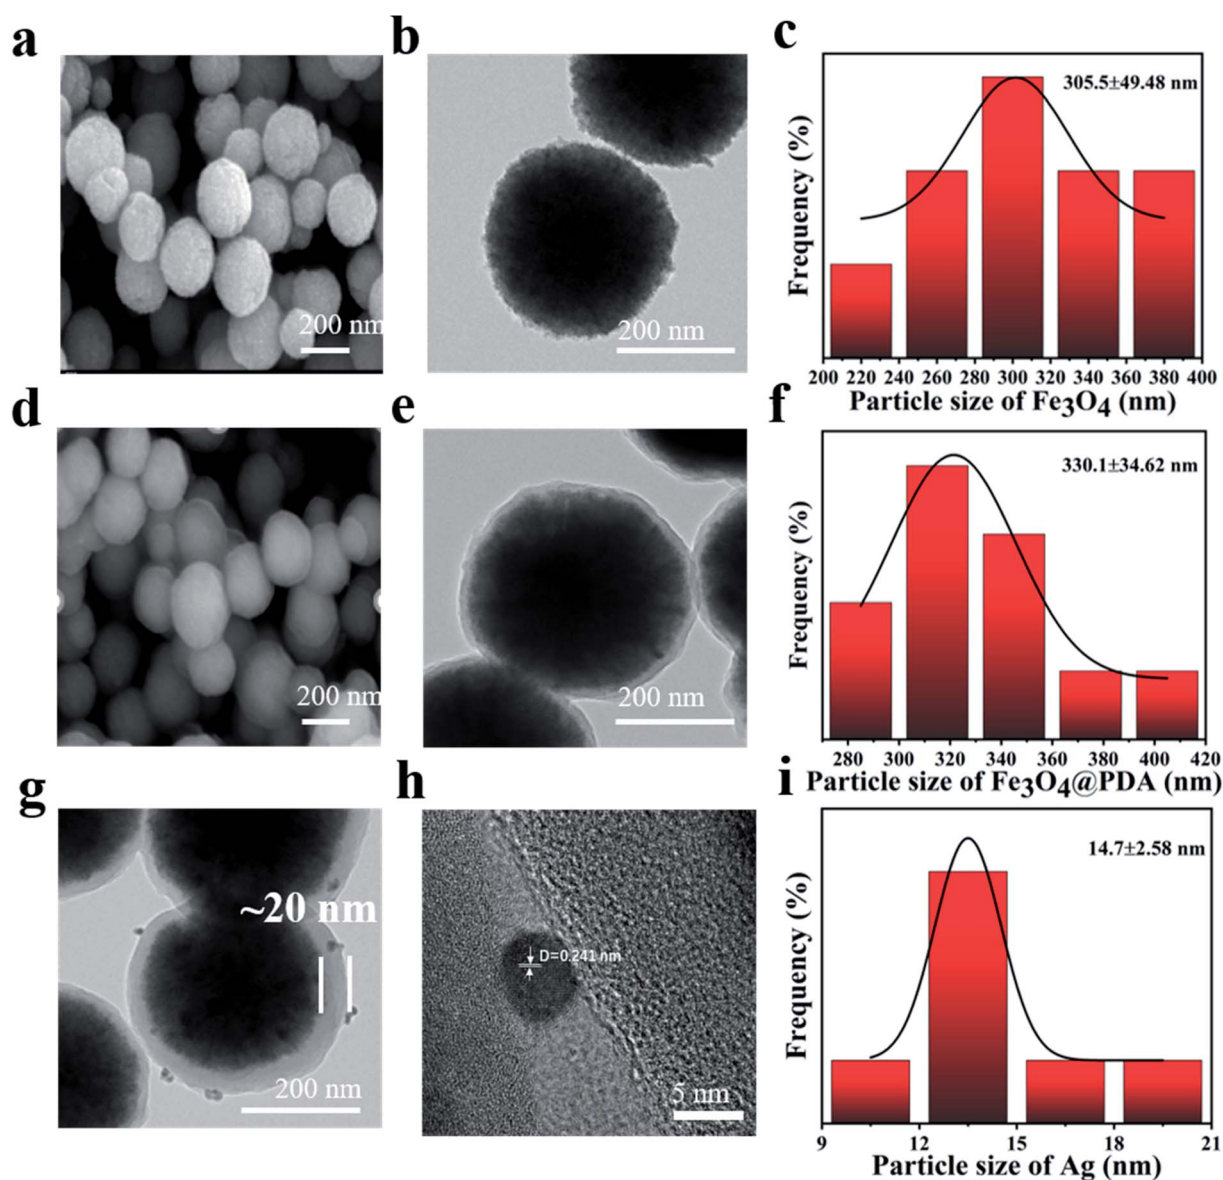 a
200 nm
b
200 nm
c
305.5±49.48 nm
Frequency (%)
200 220 240 260 280 300 320 340 360 380 400
Particle size of Fe₃O₄ (nm)
d
200 nm
e
200 nm
f
330.1±34.62 nm
Frequency (%)
280 300 320 340 360 380 400 420
Particle size of Fe₃O₄@PDA (nm)
g
~20 nm
200 nm
h
D=0.241 nm
5 nm
i
14.7±2.58 nm
Frequency (%)
9 12 15 18 21
Particle size of Ag (nm)